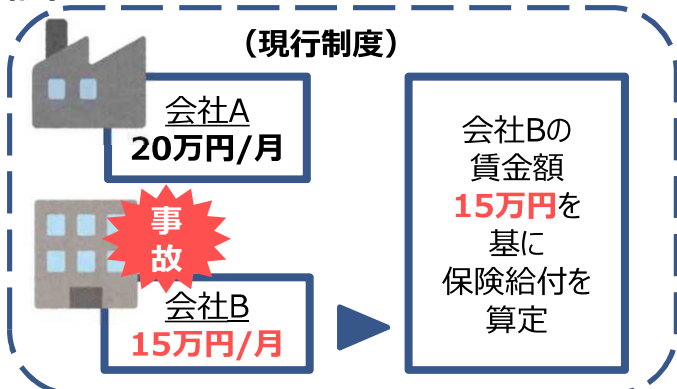 （現行制度）
会社A
20万円/月
事
故
会社B
15万円/月
会社Bの
賃金額
15万円を
基に
保険給付を
算定